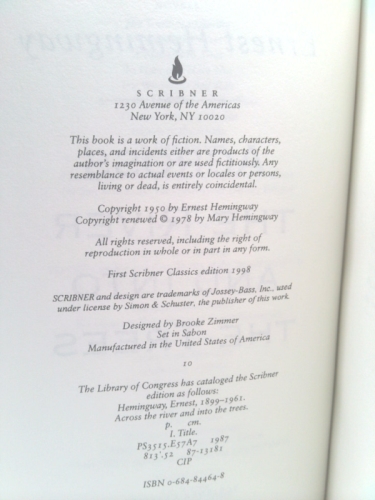 Ernest Hemingway
SCRIBNER
1230 Avenue of the Americas
New York, NY 10020
This book is a work of fiction. Names, characters,
places, and incidents either are products of the
author's imagination or are used fictitiously. Any
resemblance to actual events or locales or persons,
living or dead, is entirely coincidental.
Copyright 1950 by Ernest Hemingway
Copyright renewed © 1978 by Mary Hemingway
All rights reserved, including the right of
reproduction in whole or in part in any form.
First Scribner Classics edition 1998
SCRIBNER and design are trademarks of Jossey-Bass, Inc., used
under license by Simon & Schuster, the publisher of this work.
Designed by Brooke Zimmer
Set in Sabon
Manufactured in the United States of America
10
The Library of Congress has cataloged the Scribner
edition as follows:
Hemingway, Ernest, 1899–1961.
Across the river and into the trees.
p. cm.
I. Title.
PS3515.E37A7 1987
813'.52 87-13181
CIP
ISBN 0-684-84464-8